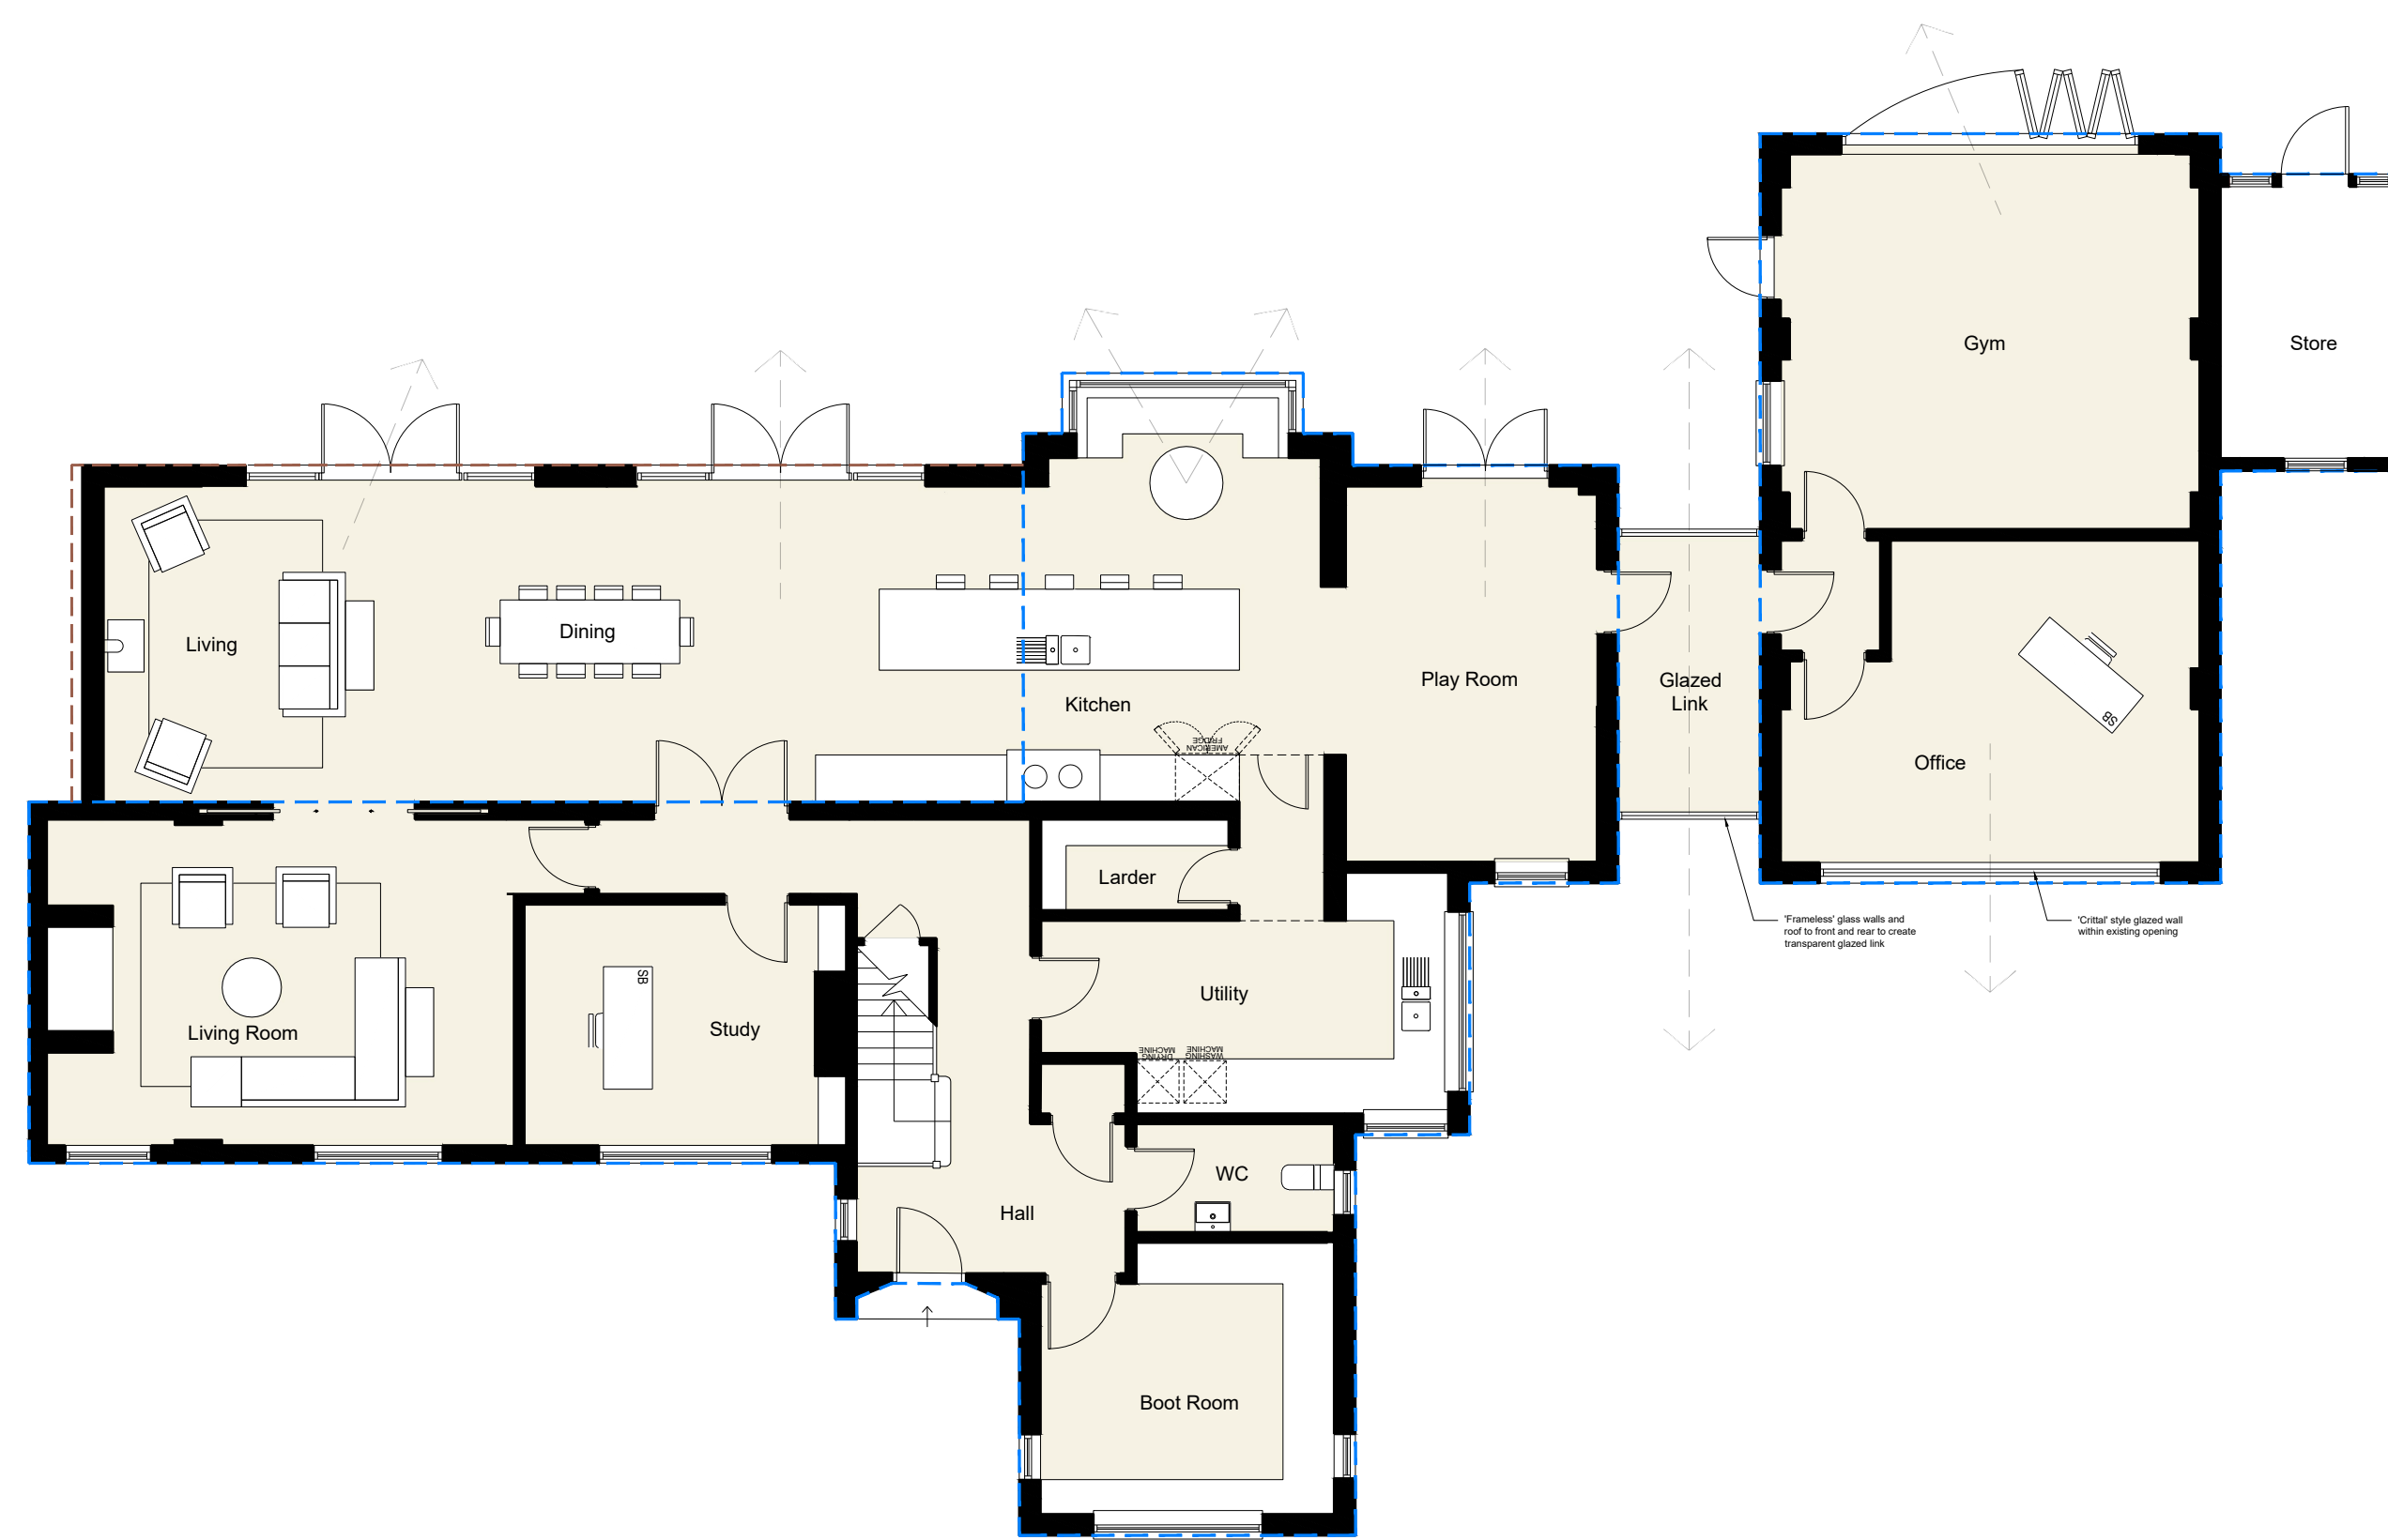 Gym
Store
Living
Dining
Kitchen
AMERICAN
FRIDGE
Play Room
Glazed
Link
SB
Office
Larder
'Frameless' glass walls and
roof to front and rear to create
transparent glazed link
'Crittal' style glazed wall
within existing opening
SB
Living Room
Study
Utility
DRYING
MACHINE
WASHING
MACHINE
WC
Hall
Boot Room